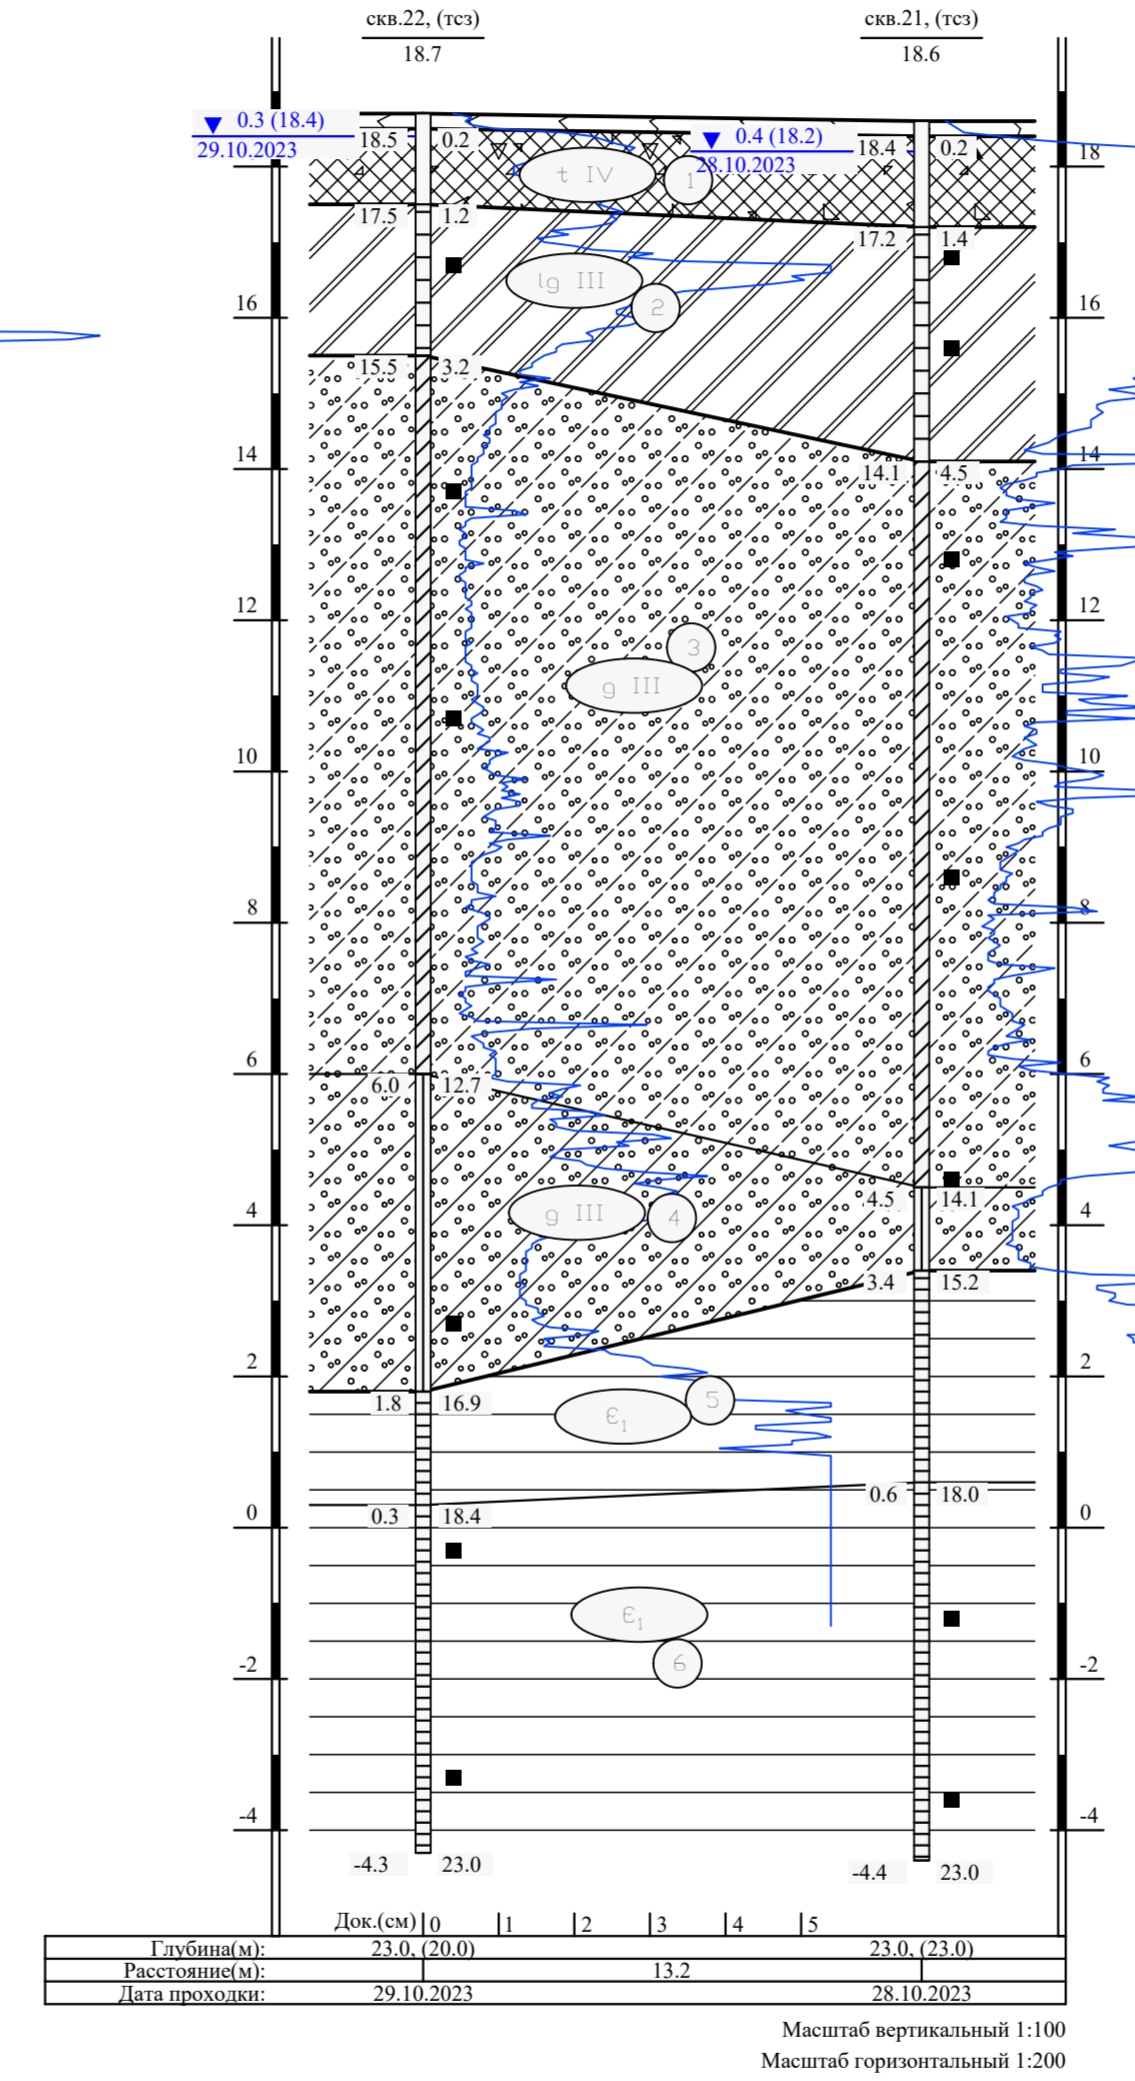 скв.22, (тсз) скв.21, (тсз)
18.7 18.6
0.3 (18.4)
29.10.2023
0.4 (18.2)
28.10.2023
18.5 0.2 18.4 0.2
t IV 1
18
17.5 1.2
17.2 1.4
lg III 2
16 16
15.5 3.2
14 14.1 4.5 14
12 12
3
g III
10 10
8 8
6 6
6.0 12.7
4.5 14.1
4 g III 4 4
3.4 15.2
2 2
1.8 16.9
5
Є1
0.6 18.0
0 0.3 18.4 0
Є1
6
-2 -2
-4 -4
-4.3 23.0 -4.4 23.0
Док.(см) 0 1 2 3 4 5
Глубина(м): 23.0, (20.0) 23.0, (23.0)
Расстояние(м): 13.2
Дата проходки: 29.10.2023 28.10.2023
Масштаб вертикальный 1:100
Масштаб горизонтальный 1:200